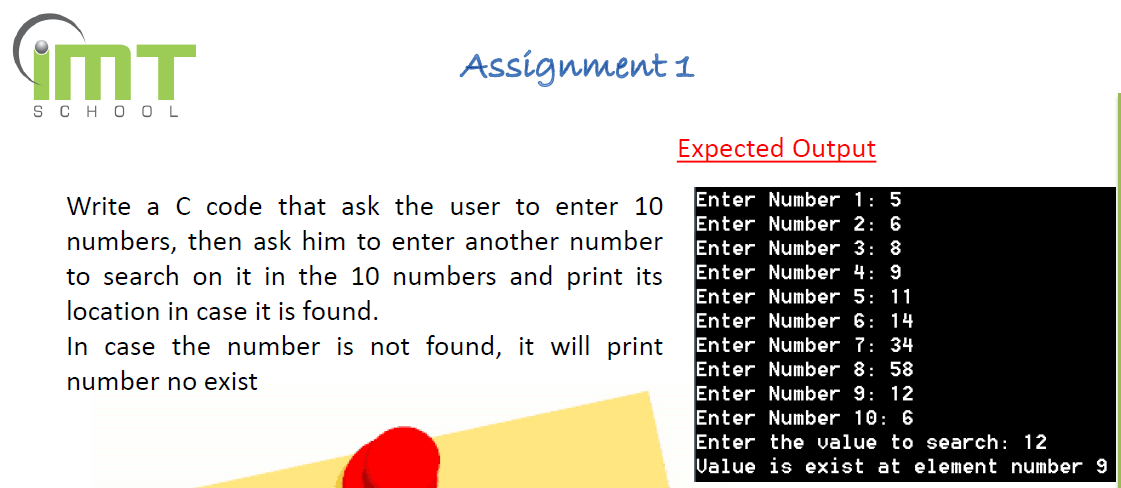 imT
SCHOOL
Assignment 1
Expected Output
Write a C code that ask the user to enter 10
numbers, then ask him to enter another number
to search on it in the 10 numbers and print its
location in case it is found.
In case the number is not found, it will print
number no exist
Enter Number 1: 5
Enter Number 2: 6
Enter Number 3: 8
Enter Number 4: 9
Enter Number 5: 11
Enter Number 6: 14
Enter Number 7: 34
Enter Number 8: 58
Enter Number 9: 12
Enter Number 10: 6
Enter the value to search: 12
Value is exist at element number 9